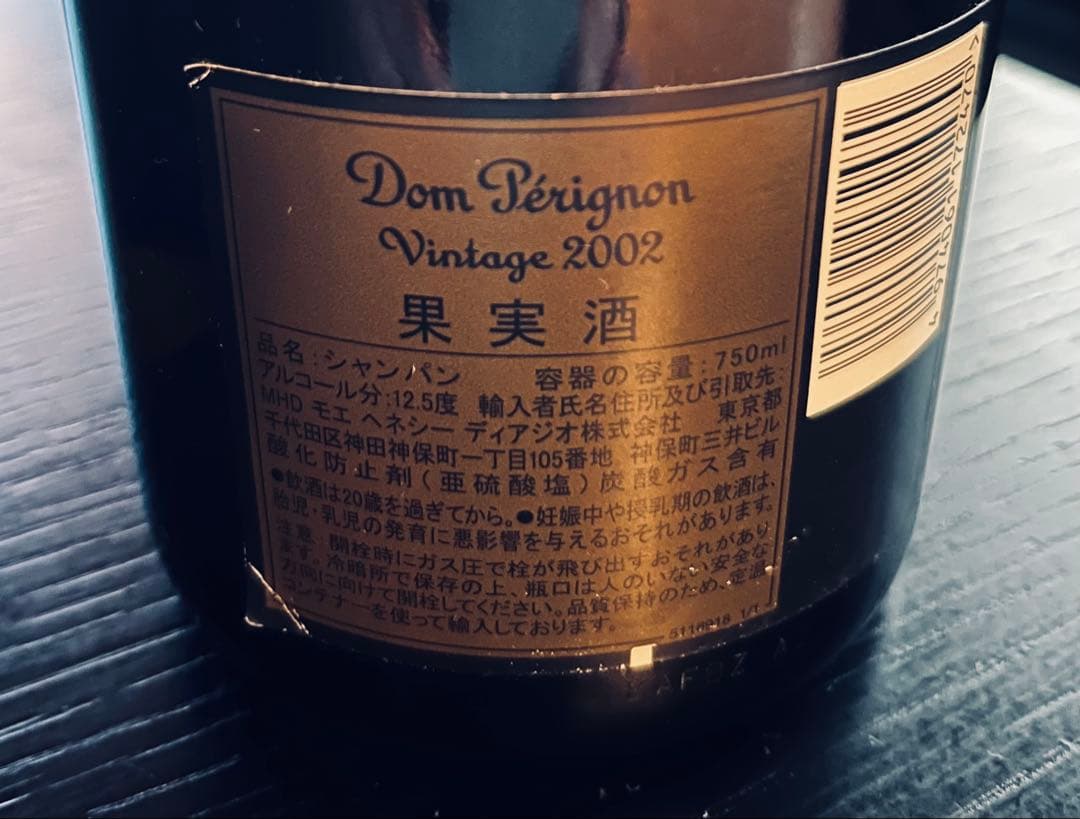 Dom Pérignon
Vintage 2002
果実酒
品名:シャンパン 容器の容量:750ml
アルコール分:12.5度 輸入者氏名住所及び引取先:
MHD モエ ヘネシー ディアジオ株式会社 東京都
千代田区神田神保町一丁目105番地 神保町三井ビル
酸化防止剤(亜硫酸塩)炭酸ガス含有
●飲酒は20歳を過ぎてから。●妊娠中や授乳期の飲酒は、
胎児・乳児の発育に悪影響を与えるおそれがあります。
注意、開栓時にガス圧で栓が飛び出すおそれがあり
ます。冷暗所で保存の上、瓶口は人のいない安全な
方向に向けて開栓してください。品質保持のため、定温
コンテナーを使って輸入しております。
4 974061 172470 >